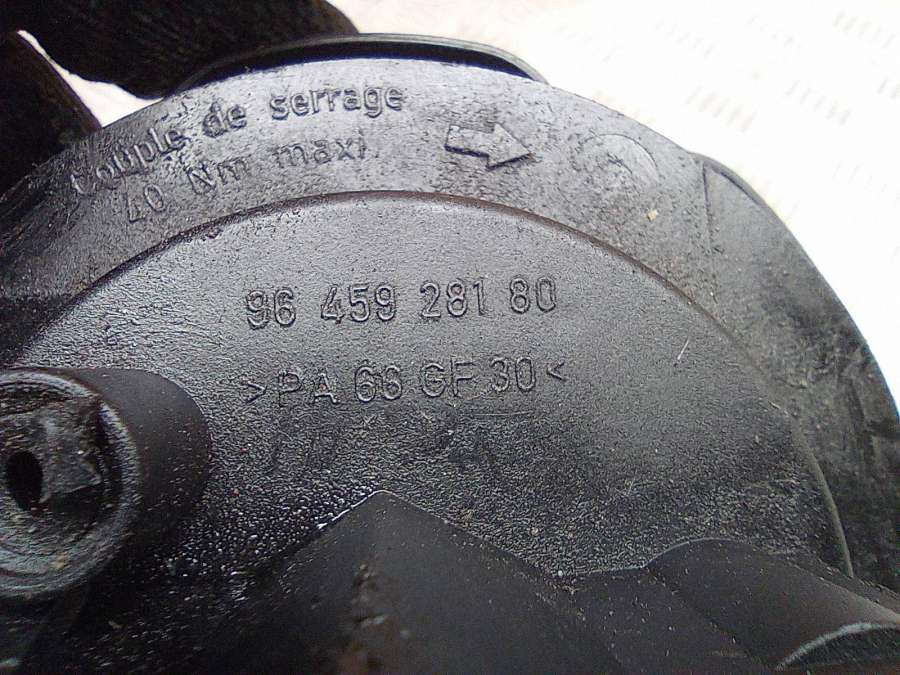 Couple de serrage
40 Nm maxi
96 459 281 80
>PA 66 GF 30<